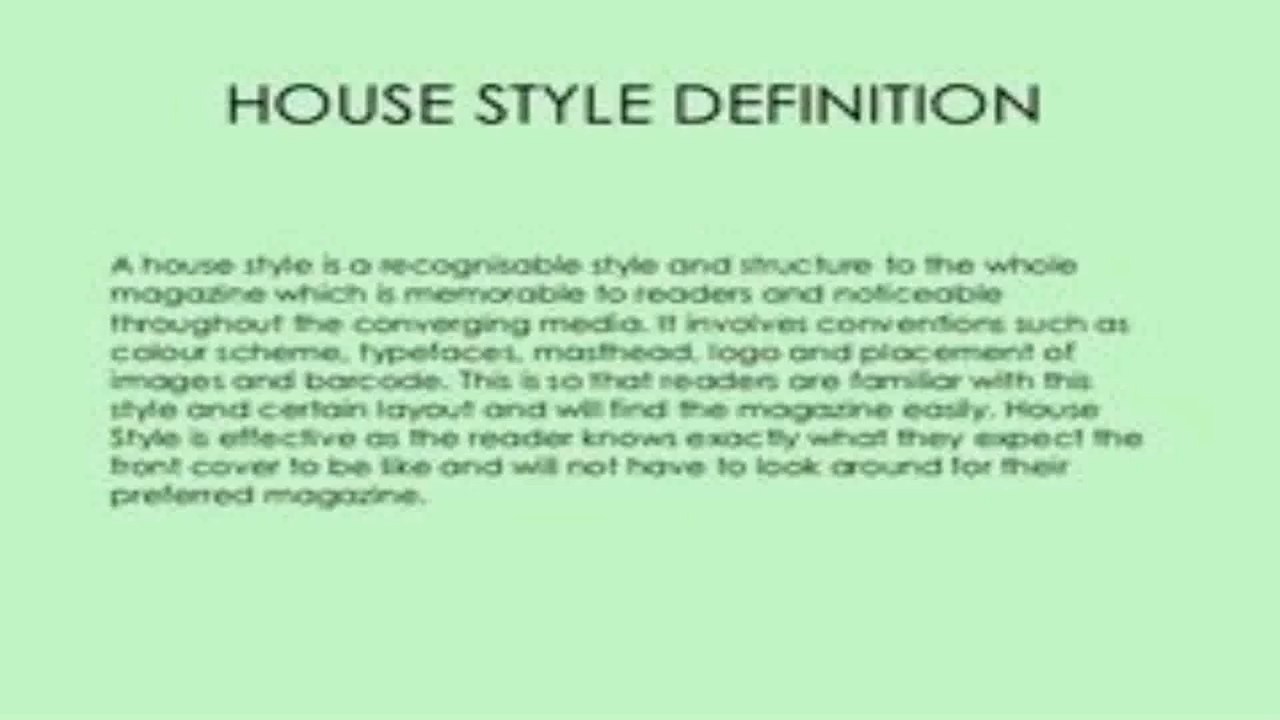 HOUSE STYLE DEFINITION
A house style is a recognisable style and structure to the whole
magazine which is memorable to readers and noticeable
throughout the converging media. It involves conventions such as
colour scheme, typefaces, masthead, logo and placement of
images and barcode. This is so that readers are familiar with this
style and certain layout and will find the magazine easily. House
Style is effective as the reader knows exactly what they expect the
front cover to be like and will not have to look around for their
preferred magazine.